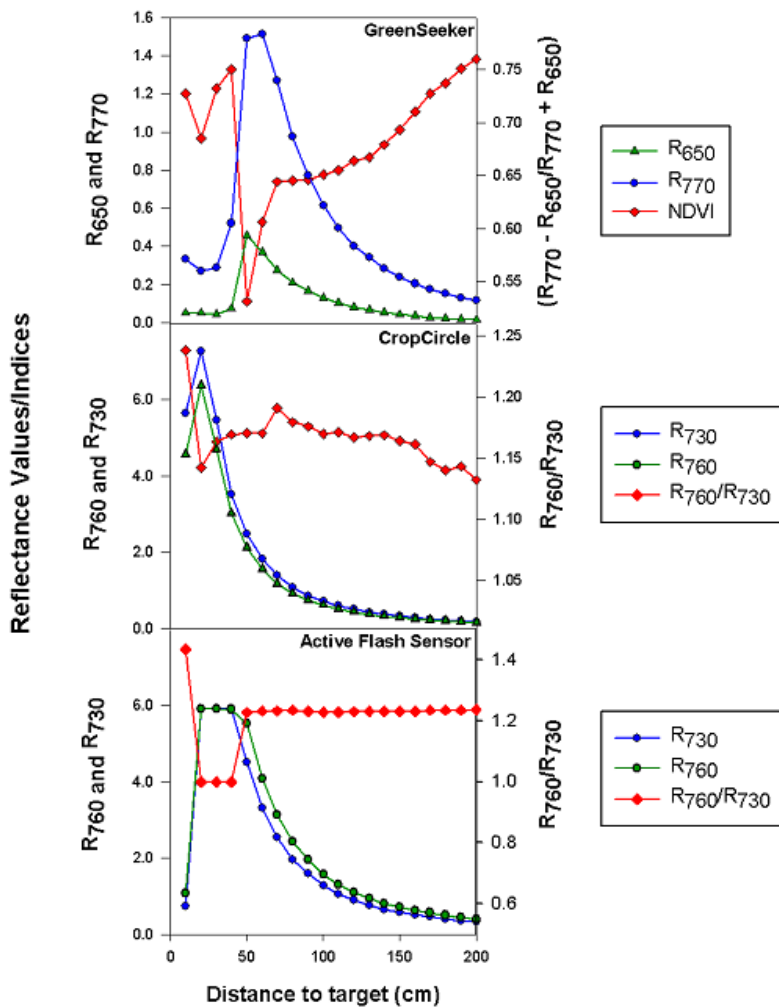 GreenSeeker
1.6
1.4
1.2
1.0
0.8
0.6
0.4
0.2
0.0
R650 and R770
0.75
0.70
0.65
0.60
0.55
(R770 - R650/R770 + R650)
R650
R770
NDVI
CropCircle
6.0
4.0
2.0
0.0
R760 and R730
1.25
1.20
1.15
1.10
1.05
R760/R730
R730
R760
R760/R730
Reflectance Values/Indices
Active Flash Sensor
6.0
4.0
2.0
0.0
R760 and R730
1.4
1.2
1.0
0.8
0.6
R760/R730
R730
R760
R760/R730
0
50
100
150
200
Distance to target (cm)